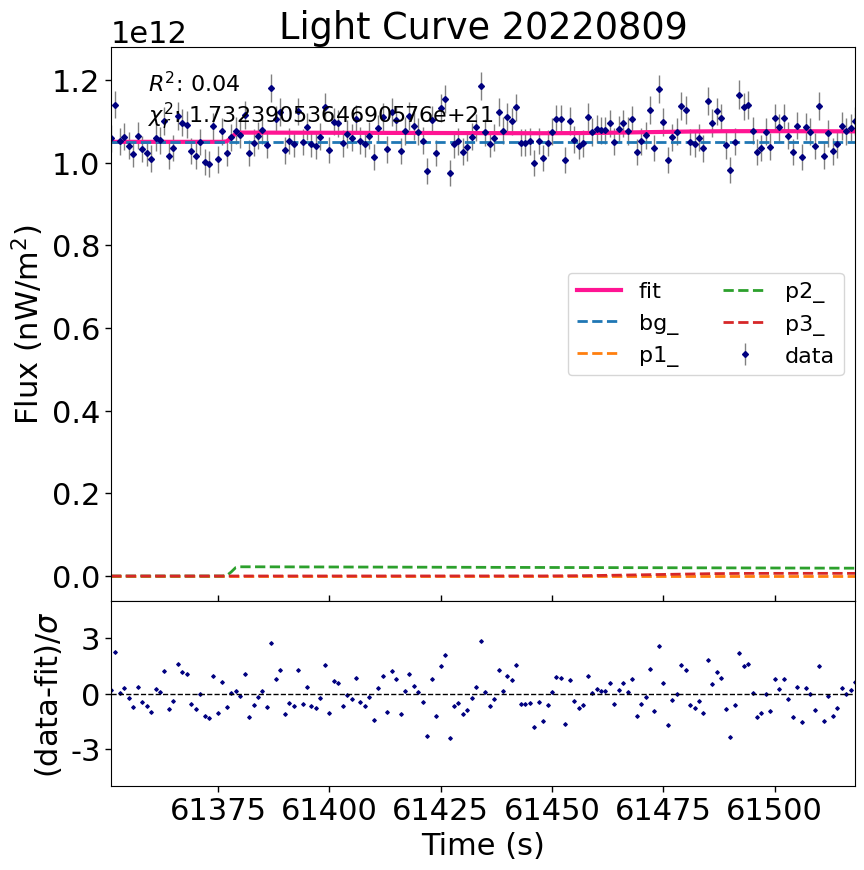 Light Curve 20220809
1e12
R²: 0.04
χ²: 1.7323905364690576e+21
1.2
1.0
0.8
0.6
0.4
0.2
0.0
Flux (nW/m²)
fit
bg_
p1_
p2_
p3_
data
3
0
-3
(data-fit)/σ
61375 61400 61425 61450 61475 61500
Time (s)